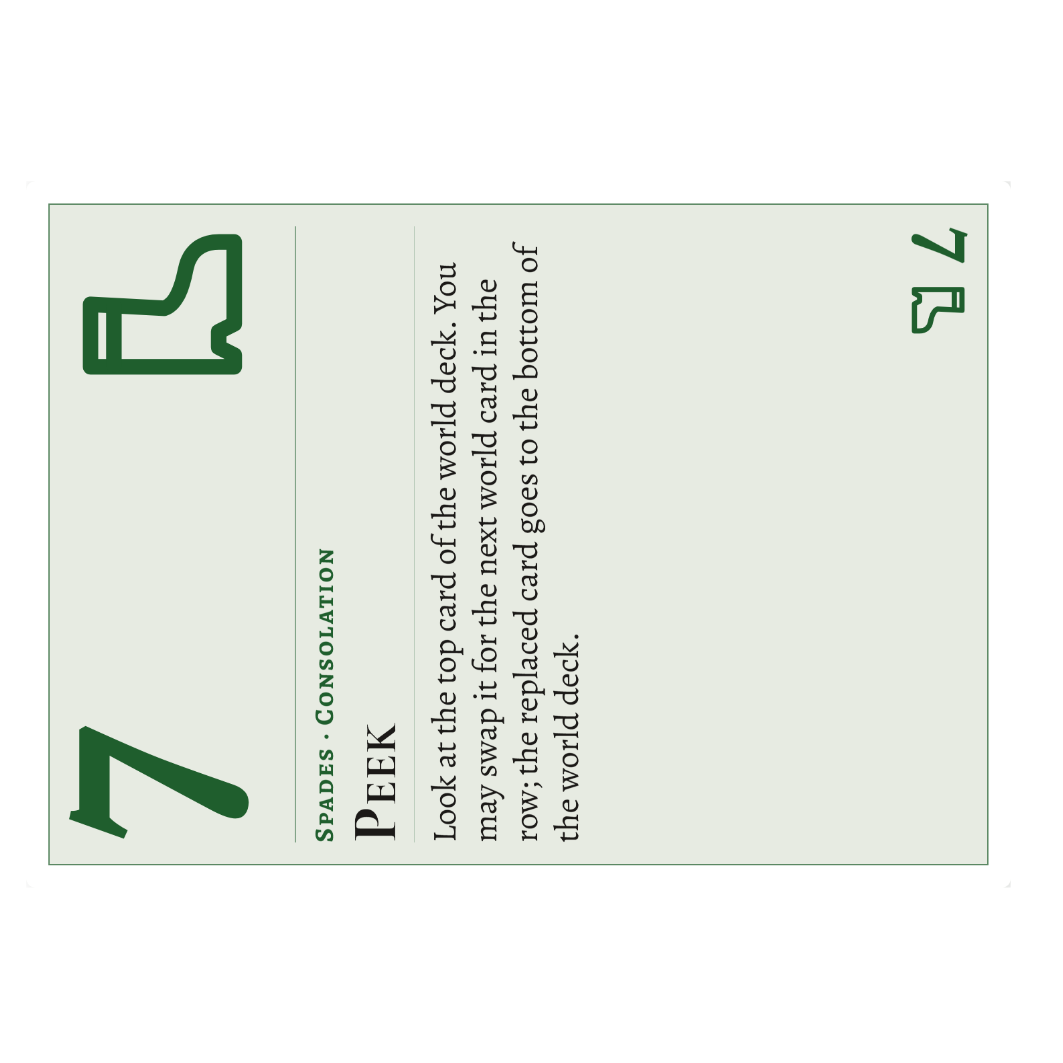 7
Spades · Consolation
Peek
Look at the top card of the world deck. You
may swap it for the next world card in the
row; the replaced card goes to the bottom of
the world deck.
7